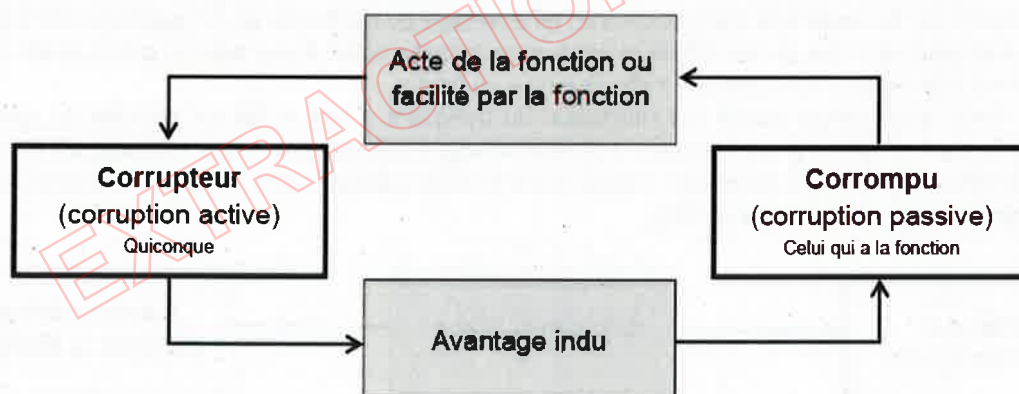 Acte de la fonction ou
facilité par la fonction
Corrupteur
(corruption active)
Quiconque
Corrompu
(corruption passive)
Celui qui a la fonction
Avantage indu
EXTRACTION